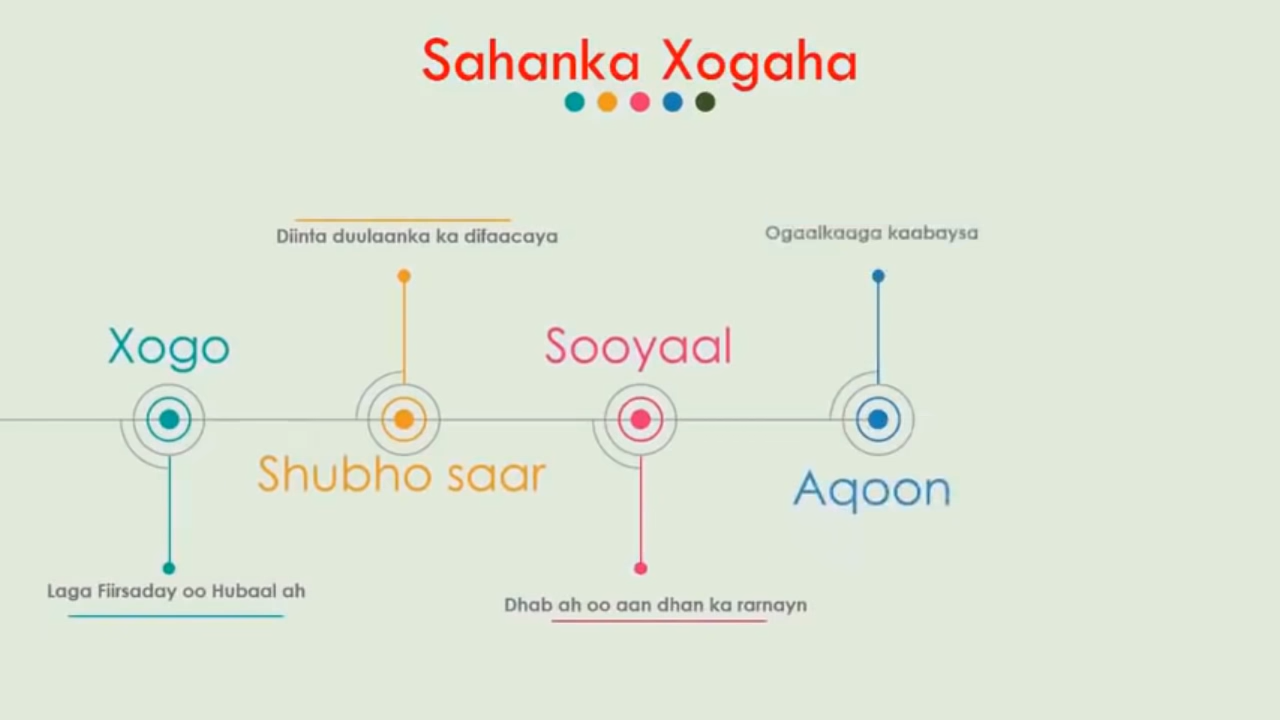 Sahanka Xogaha
Diinta duulaanka ka difaacaya
Ogaalkaaga kaabaysa
Xogo
Sooyaal
Shubho saar
Aqoon
Laga Fiirsaday oo Hubaal ah
Dhab ah oo aan dhan ka rarnayn